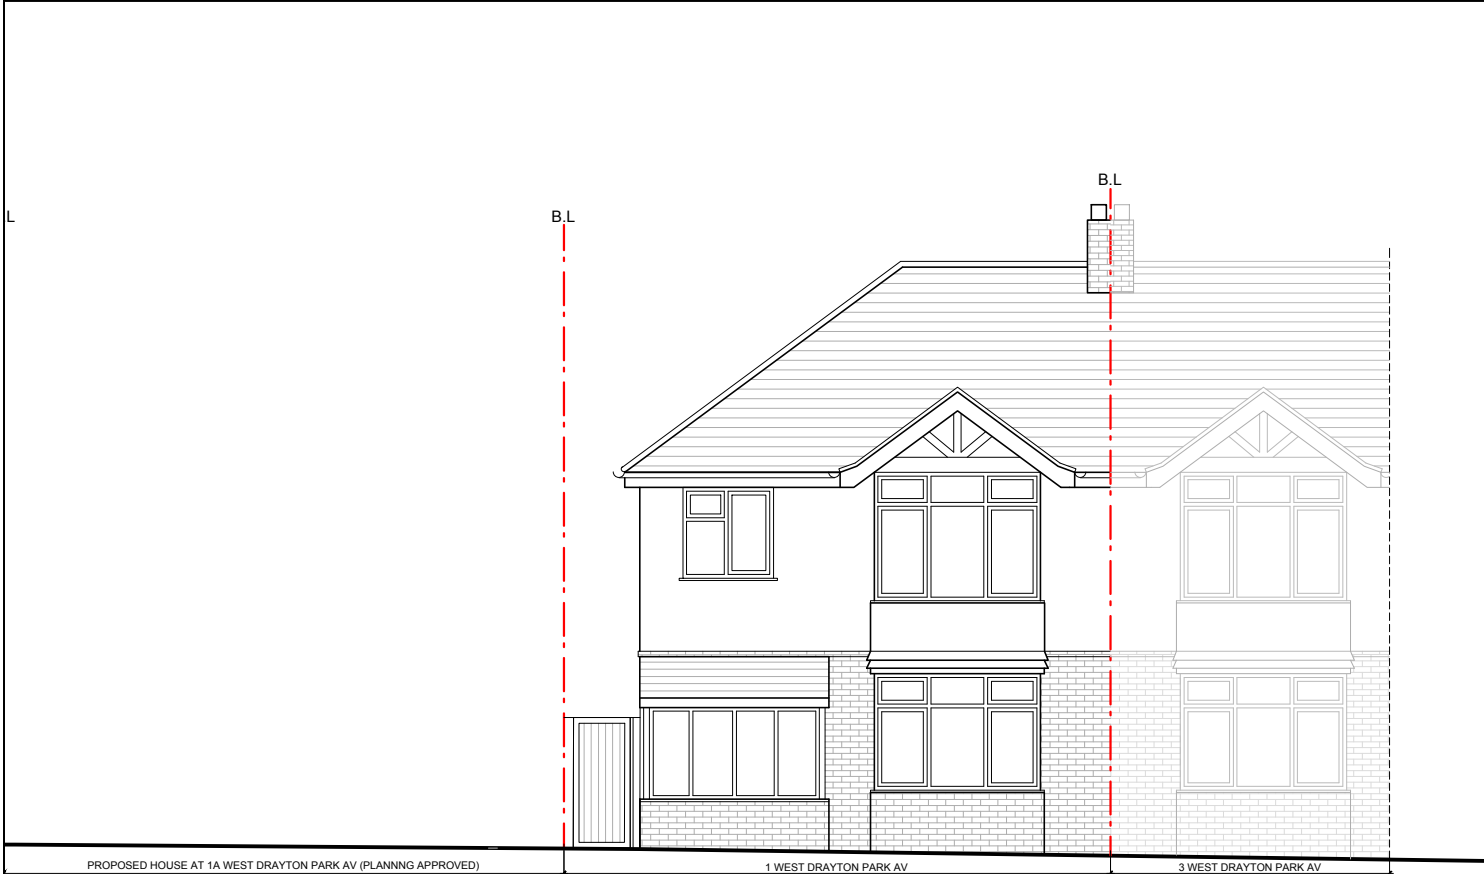 B.L
L
B.L
PROPOSED HOUSE AT 1A WEST DRAYTON PARK AV (PLANNNG APPROVED)
1 WEST DRAYTON PARK AV
3 WEST DRAYTON PARK AV